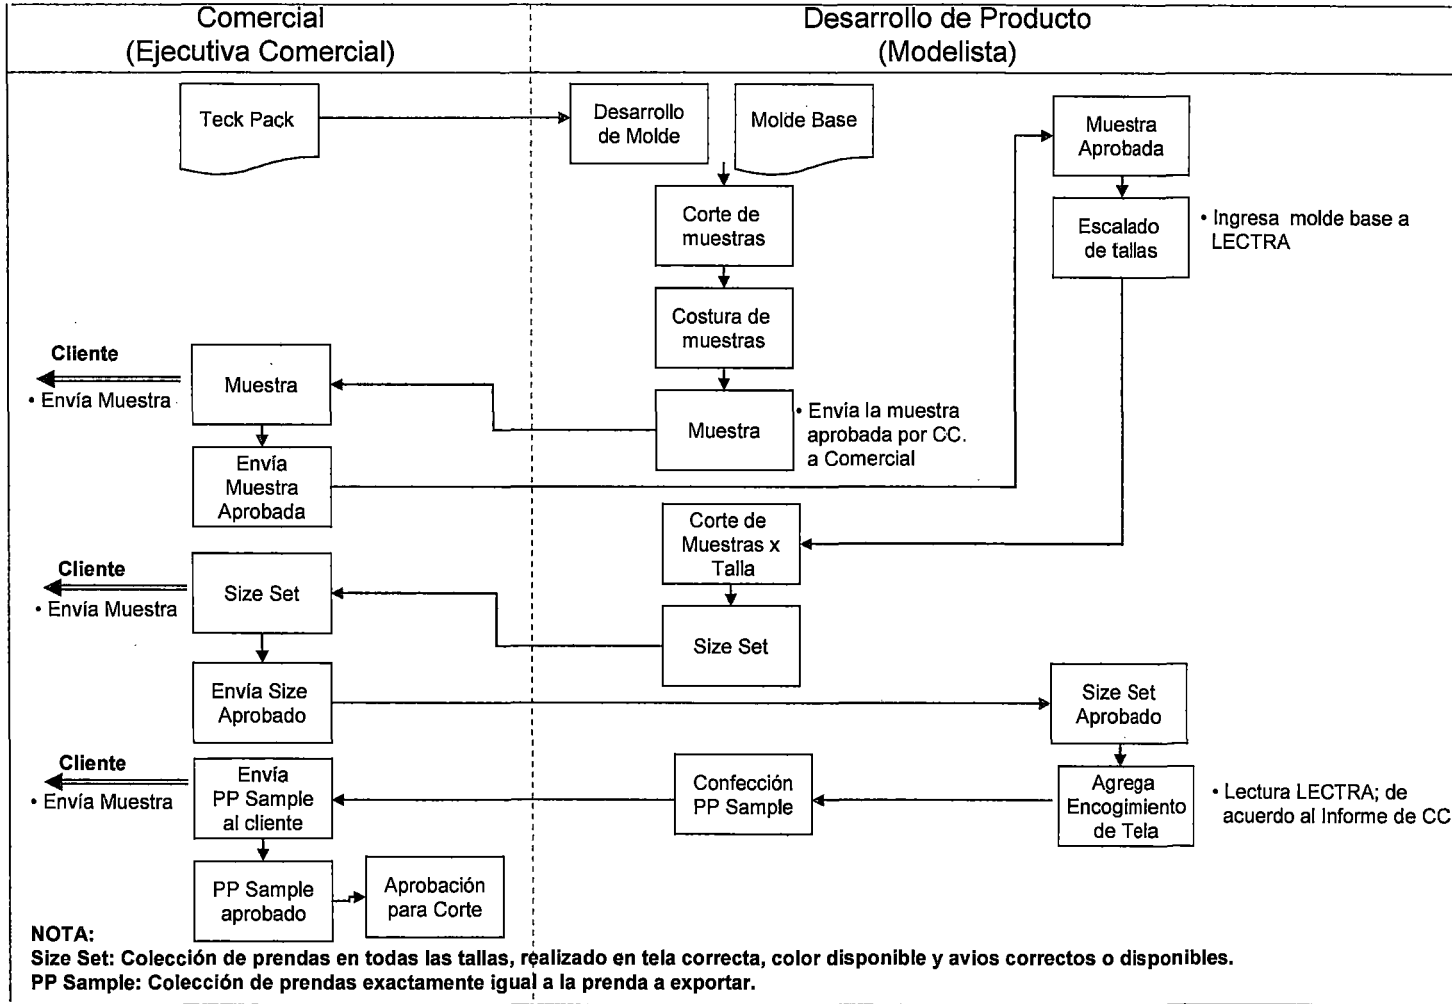 Comercial
(Ejecutiva Comercial)
Desarrollo de Producto
(Modelista)
Teck Pack
Desarrollo
de Molde
Molde Base
Muestra
Aprobada
Corte de
muestras
Escalado
de tallas
• Ingresa molde base a
LECTRA
Costura de
muestras
Cliente
• Envía Muestra
Muestra
Muestra
• Envía la muestra
aprobada por CC.
a Comercial
Envía
Muestra
Aprobada
Corte de
Muestras x
Talla
Cliente
• Envía Muestra
Size Set
Size Set
Envía Size
Aprobado
Size Set
Aprobado
Cliente
• Envía Muestra
Envía
PP Sample
al cliente
Confección
PP Sample
Agrega
Encogimiento
de Tela
• Lectura LECTRA; de
acuerdo al Informe de CC
PP Sample
aprobado
Aprobación
para Corte
NOTA:
Size Set: Colección de prendas en todas las tallas, realizado en tela correcta, color disponible y avios correctos o disponibles.
PP Sample: Colección de prendas exactamente igual a la prenda a exportar.